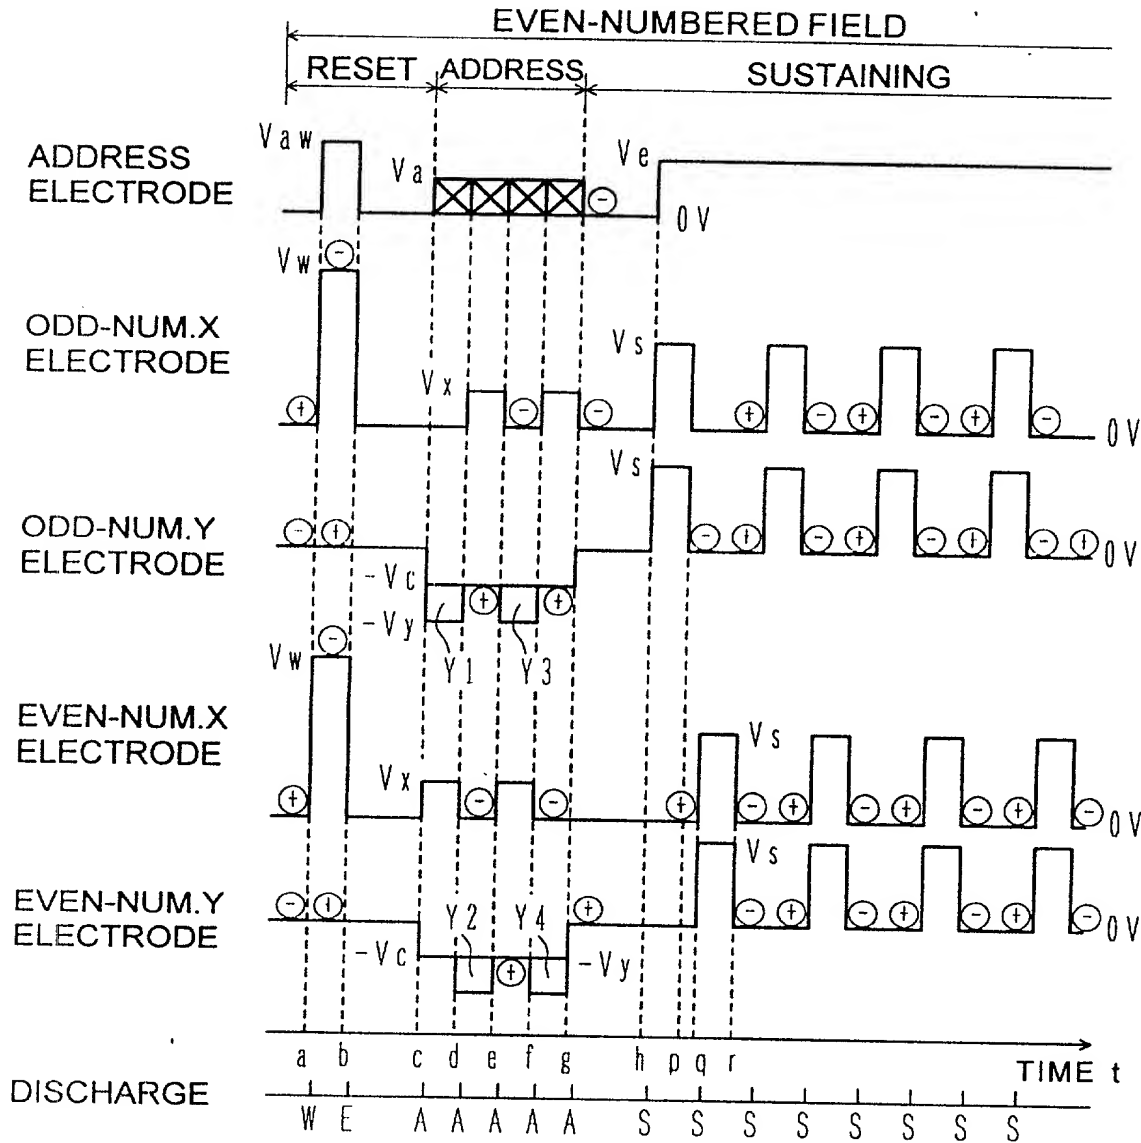 EVEN-NUMBERED FIELD
RESET ADDRESS SUSTAINING
Vaw
ADDRESS
ELECTRODE
Va
Ve
0V
Vw
ODD-NUM.X
ELECTRODE
Vx
Vs
0V
Vs
ODD-NUM.Y
ELECTRODE
-Vc
-Vy
Y1 Y3
0V
Vw
EVEN-NUM.X
ELECTRODE
Vx
Vs
0V
Vs
EVEN-NUM.Y
ELECTRODE
Y2 Y4
-Vc
-Vy
0V
a b c d e f g h p q r
TIME t
DISCHARGE
W E A A A A A S S S S S S S S